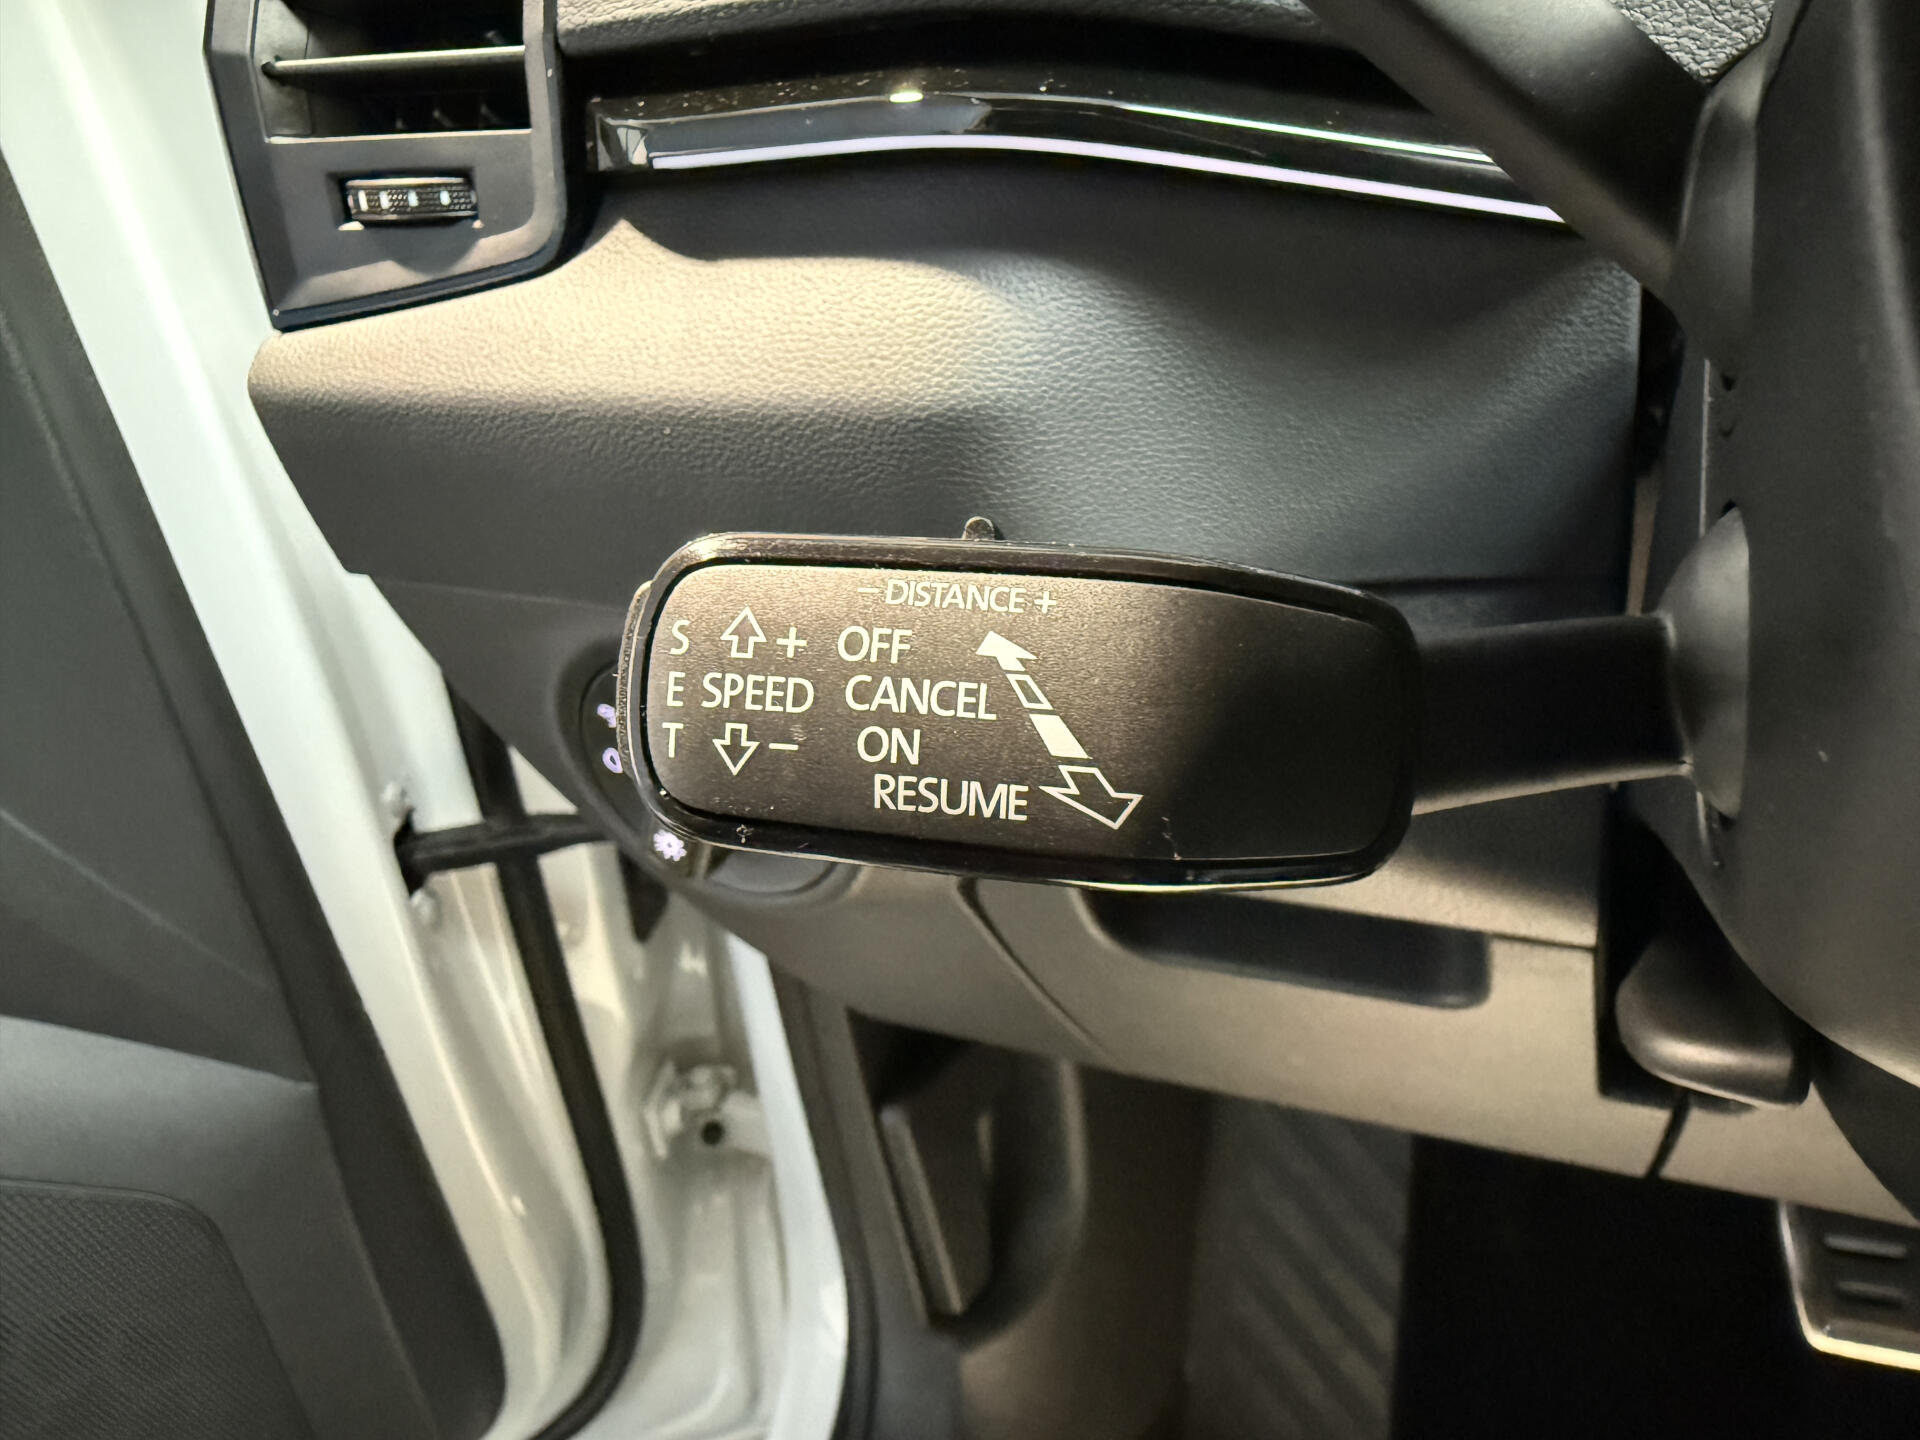 − DISTANCE +
S + OFF
E SPEED CANCEL
T − ON
RESUME